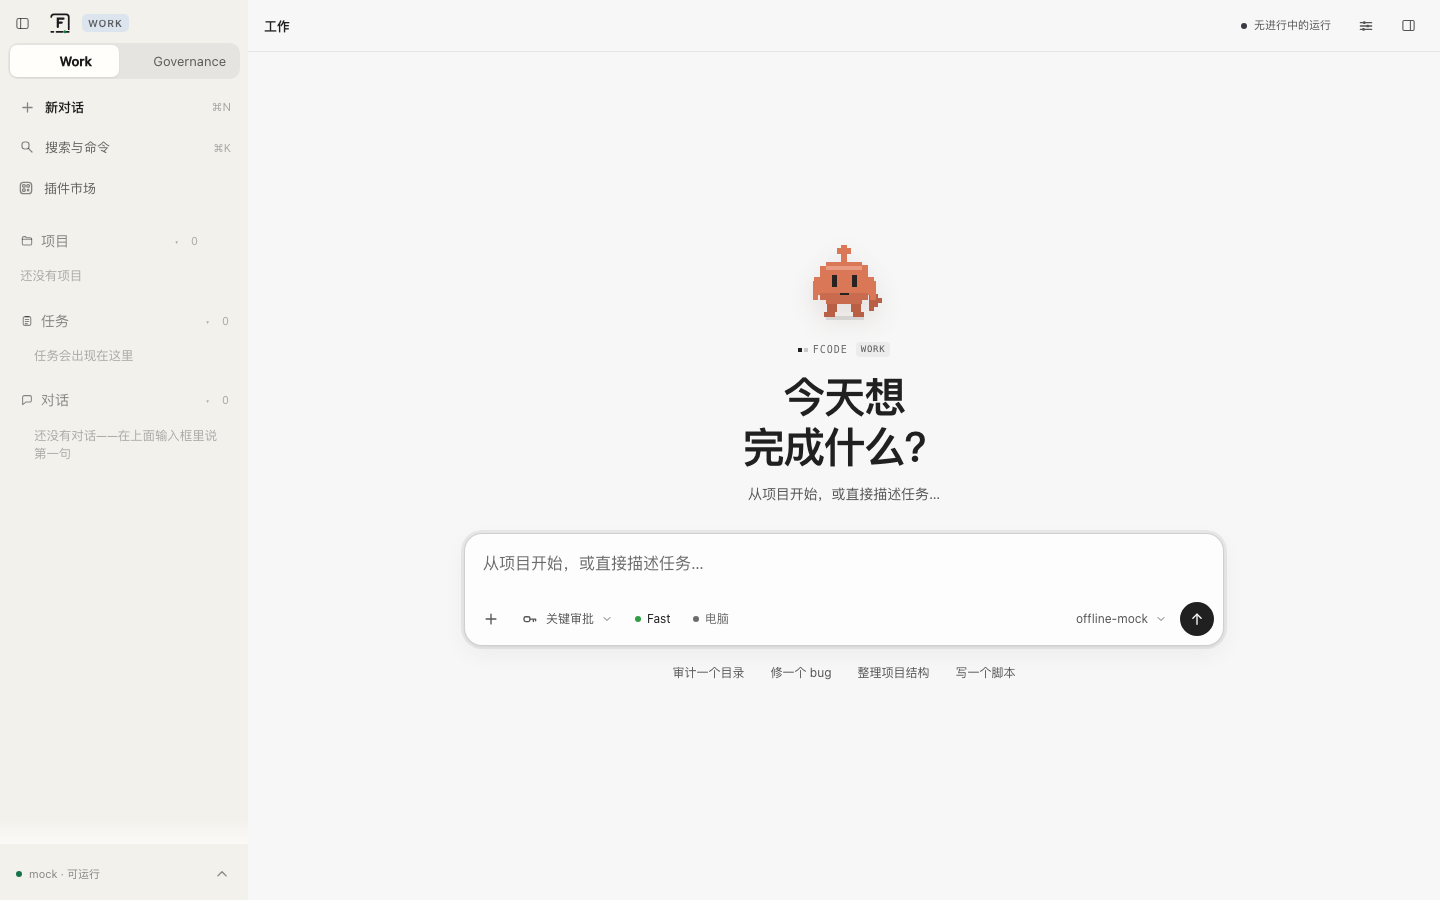 F
WORK
Work
Governance
新对话
⌘N
搜索与命令
⌘K
插件市场
项目
· 0
还没有项目
任务
· 0
任务会出现在这里
对话
· 0
还没有对话——在上面输入框里说
第一句
mock · 可运行
工作
无进行中的运行
FCODE WORK
今天想
完成什么?
从项目开始，或直接描述任务...
从项目开始，或直接描述任务...
关键审批
Fast
电脑
offline-mock
审计一个目录
修一个 bug
整理项目结构
写一个脚本